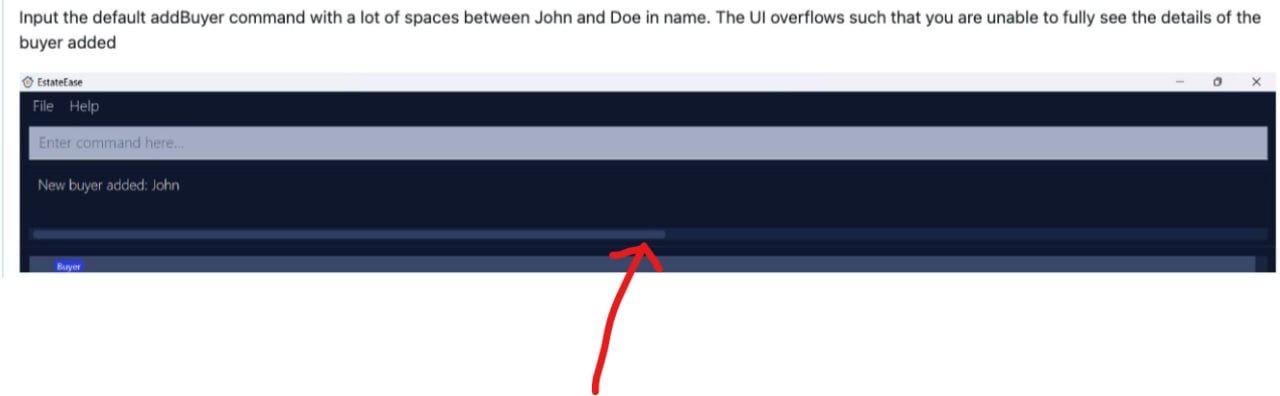 Input the default addBuyer command with a lot of spaces between John and Doe in name. The UI overflows such that you are unable to fully see the details of the
buyer added
EstateEase
File Help
Enter command here...
New buyer added: John
Buyer